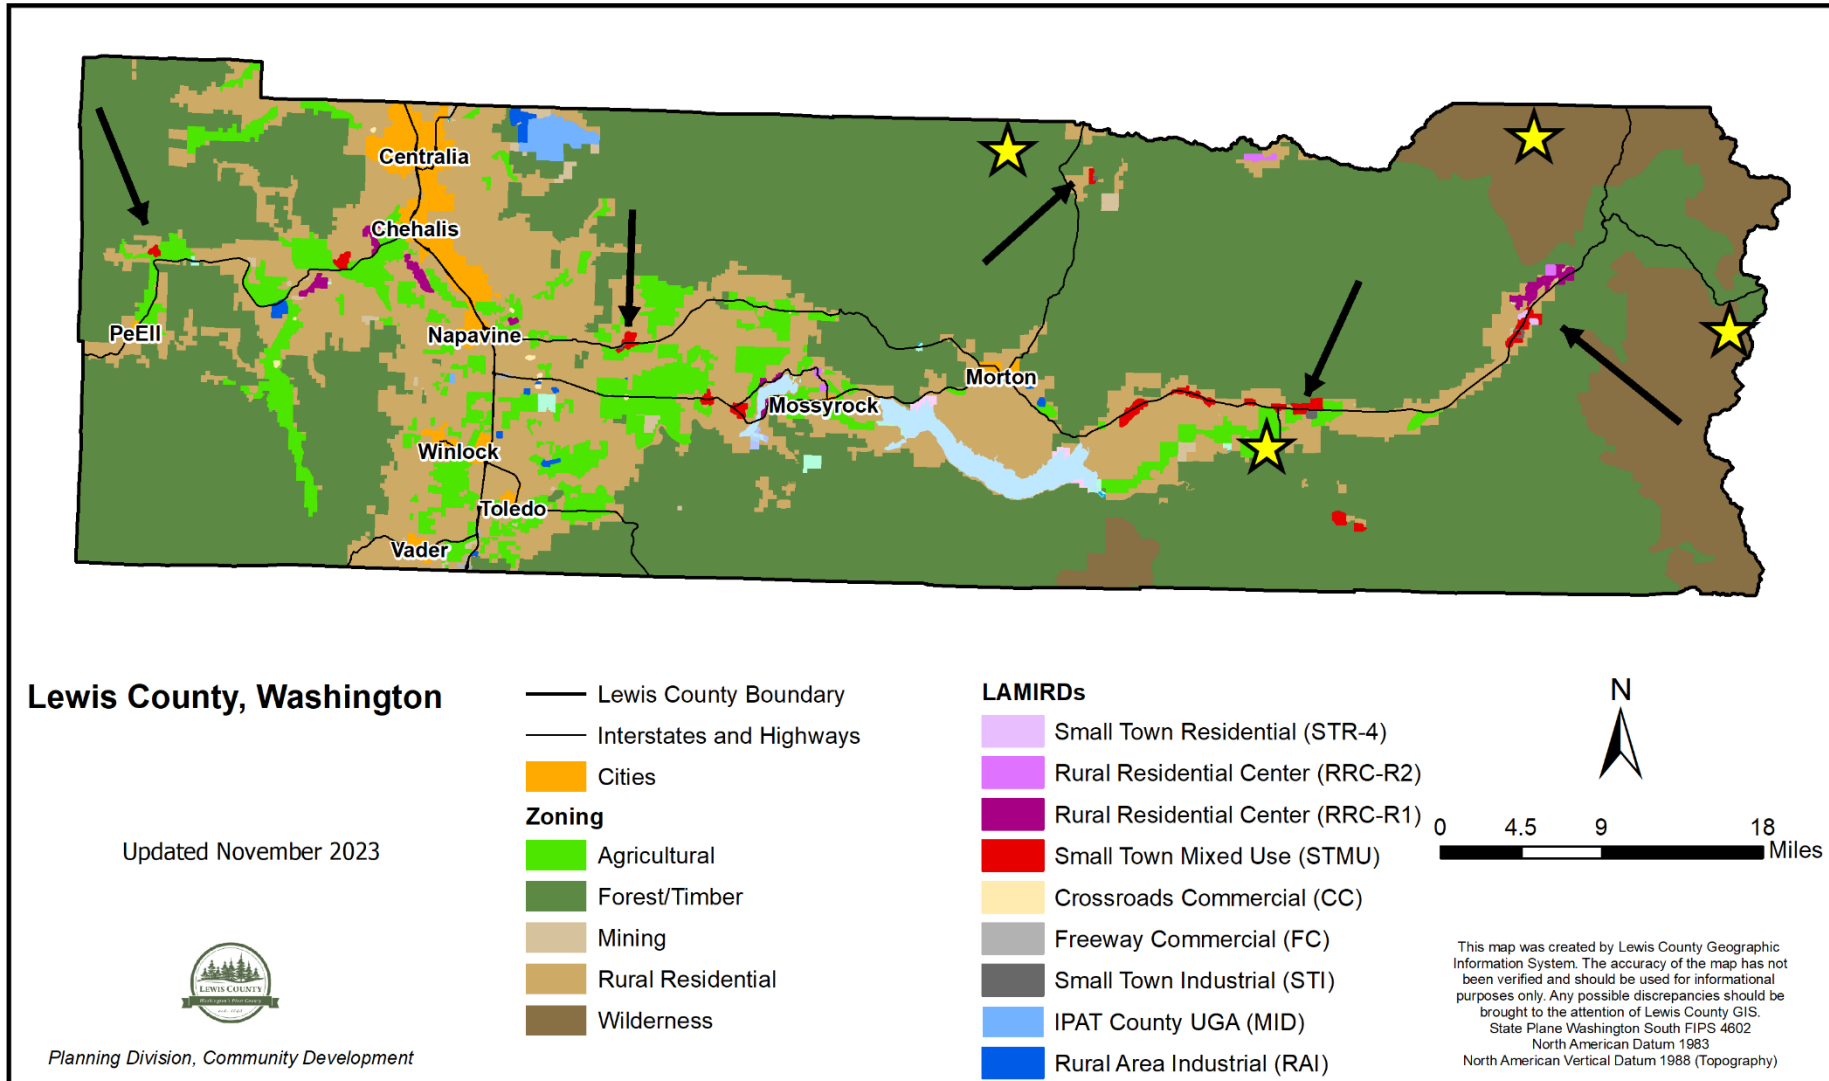 Centralia
Chehalis
PeEll
Napavine
Morton
Mossyrock
Winlock
Toledo
Vader
Lewis County, Washington
Updated November 2023
LEWIS COUNTY
Planning Division, Community Development
Lewis County Boundary
Interstates and Highways
Cities
Zoning
Agricultural
Forest/Timber
Mining
Rural Residential
Wilderness
LAMIRDs
Small Town Residential (STR-4)
Rural Residential Center (RRC-R2)
Rural Residential Center (RRC-R1)
Small Town Mixed Use (STMU)
Crossroads Commercial (CC)
Freeway Commercial (FC)
Small Town Industrial (STI)
IPAT County UGA (MID)
Rural Area Industrial (RAI)
N
0 4.5 9 18
Miles
This map was created by Lewis County Geographic
Information System. The accuracy of the map has not
been verified and should be used for informational
purposes only. Any possible discrepancies should be
brought to the attention of Lewis County GIS.
State Plane Washington South FIPS 4602
North American Datum 1983
North American Vertical Datum 1988 (Topography)